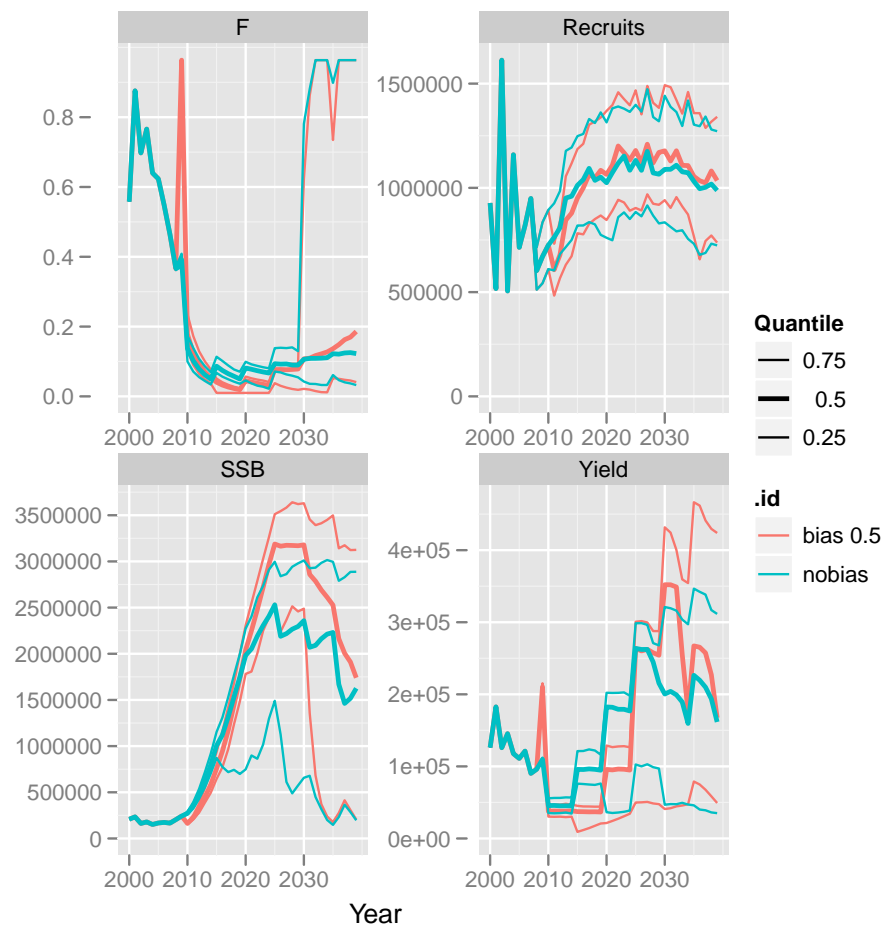 F
Recruits
0.8
0.6
0.4
0.2
0.0
1500000
1000000
500000
0
2000 2010 2020 2030
2000 2010 2020 2030
SSB
Yield
3500000
3000000
2500000
2000000
1500000
1000000
500000
0
4e+05
3e+05
2e+05
1e+05
0e+00
2000 2010 2020 2030
2000 2010 2020 2030
Year
Quantile
0.75
0.5
0.25
.id
bias 0.5
nobias